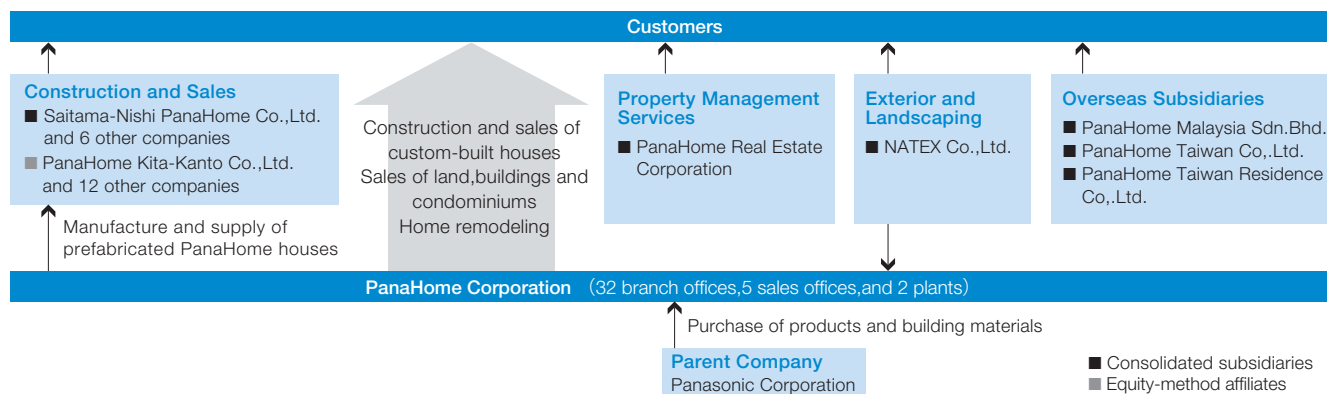 Customers
Construction and Sales
■ Saitama-Nishi PanaHome Co.,Ltd.
and 6 other companies
■ PanaHome Kita-Kanto Co.,Ltd.
and 12 other companies
Manufacture and supply of
prefabricated PanaHome houses
Construction and sales of
custom-built houses
Sales of land,buildings and
condominiums
Home remodeling
Property Management
Services
■ PanaHome Real Estate
Corporation
Exterior and
Landscaping
■ NATEX Co.,Ltd.
Overseas Subsidiaries
■ PanaHome Malaysia Sdn.Bhd.
■ PanaHome Taiwan Co,.Ltd.
■ PanaHome Taiwan Residence
Co,.Ltd.
PanaHome Corporation (32 branch offices,5 sales offices,and 2 plants)
Purchase of products and building materials
Parent Company
Panasonic Corporation
■ Consolidated subsidiaries
■ Equity-method affiliates